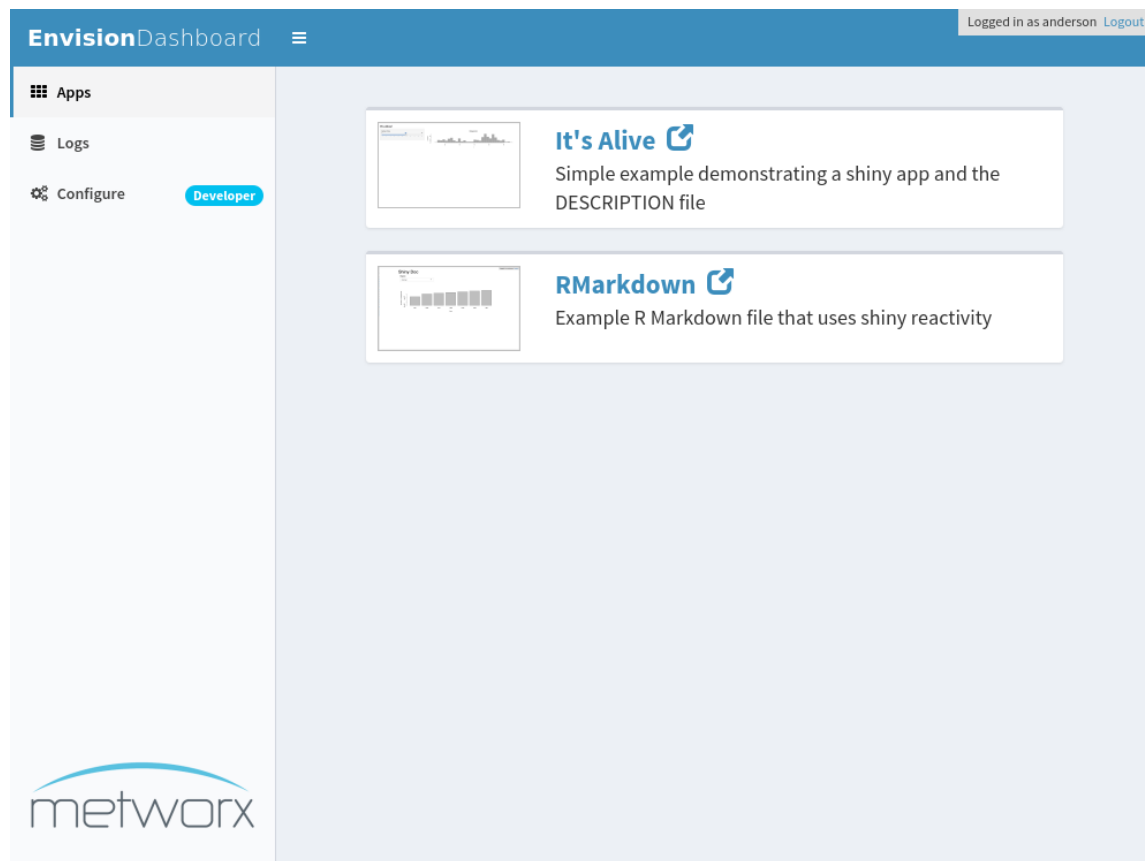 EnvisionDashboard
Logged in as anderson Logout
Apps
Logs
Configure Developer
It's Alive
Simple example demonstrating a shiny app and the
DESCRIPTION file
RMarkdown
Example R Markdown file that uses shiny reactivity
metworx